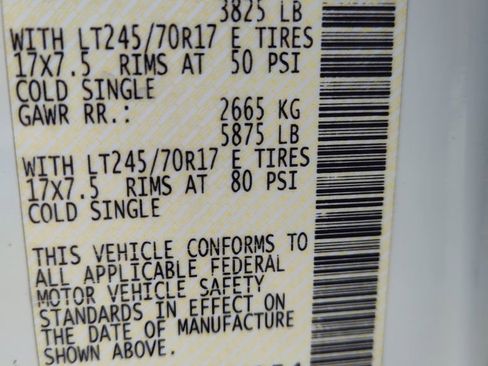 3825 LB
WITH LT245/70R17 E TIRES
17X7.5 RIMS AT 50 PSI
COLD SINGLE
GAWR RR.: 2665 KG
5875 LB
WITH LT245/70R17 E TIRES
17X7.5 RIMS AT 80 PSI
COLD SINGLE
THIS VEHICLE CONFORMS TO
ALL APPLICABLE FEDERAL
MOTOR VEHICLE SAFETY
STANDARDS IN EFFECT ON
THE DATE OF MANUFACTURE
SHOWN ABOVE.